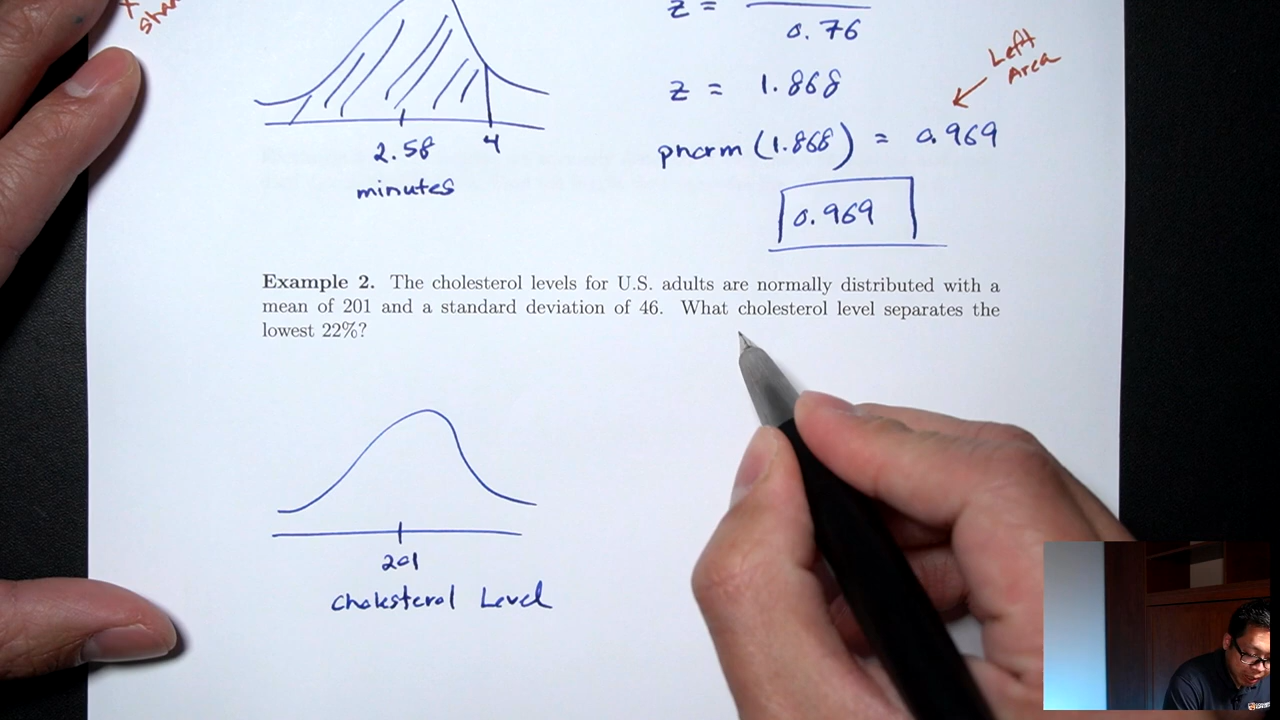 z =
0.76
Left
Area
z = 1.868
2.58 4
pnorm (1.868) = 0.969
minutes
0.969
Example 2. The cholesterol levels for U.S. adults are normally distributed with a
mean of 201 and a standard deviation of 46. What cholesterol level separates the
lowest 22%?
201
Cholesterol Level